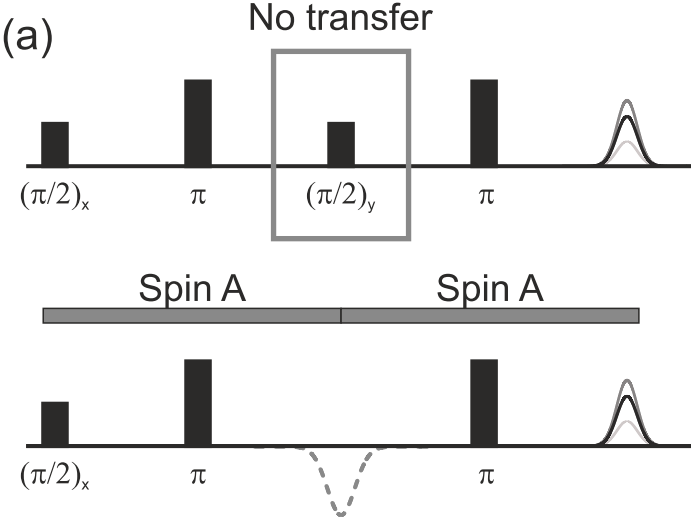 (a)
No transfer
(π/2)x π (π/2)y π
Spin A Spin A
(π/2)x π π